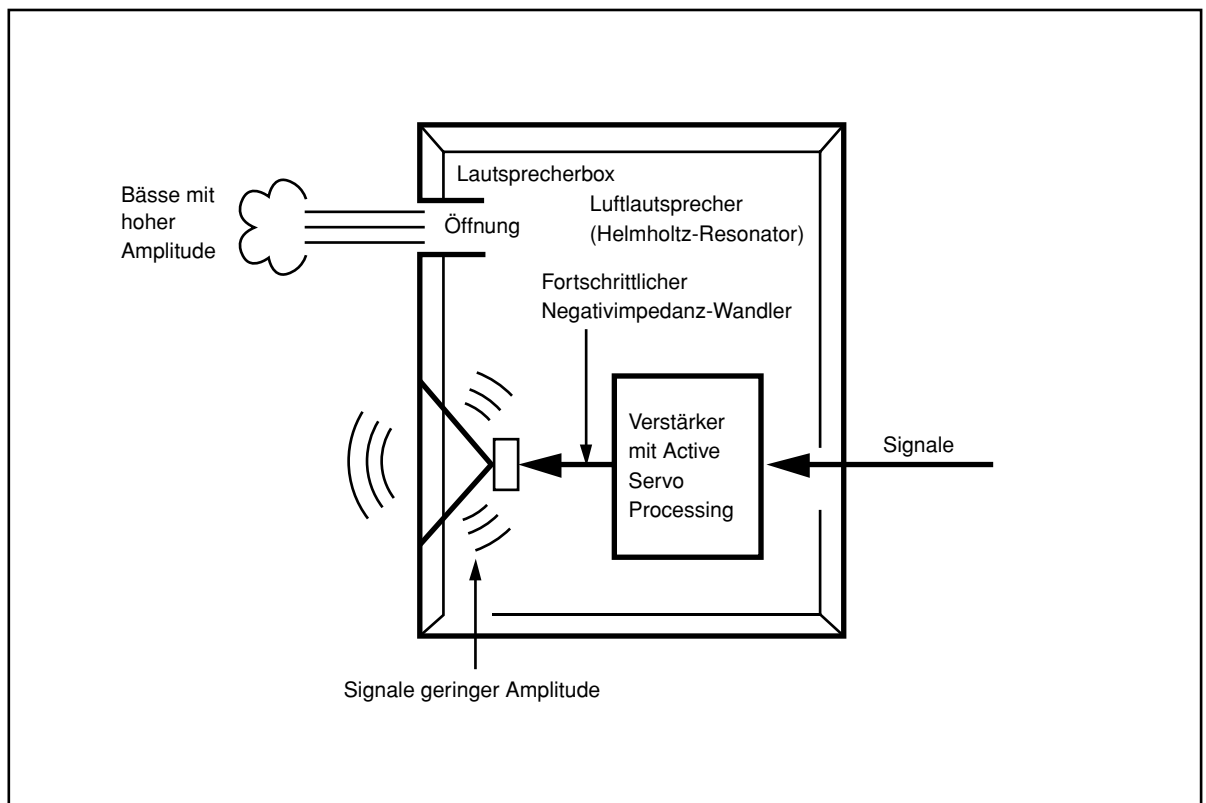 Lautsprecherbox
Bässe mit
hoher
Amplitude
Öffnung
Luftlautsprecher
(Helmholtz-Resonator)
Fortschrittlicher
Negativimpedanz-Wandler
Verstärker
mit Active
Servo
Processing
Signale
Signale geringer Amplitude